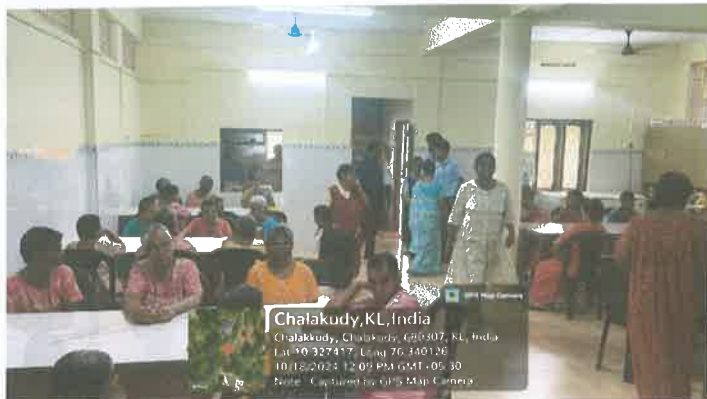 GPS Map Camera
Chalakudy,KL,India
Chalakkudy, Chalakudy, 680307, KL, India
Lat 10.327417, Long 76.340126
10/18/2024 12:09 PM GMT+05:30
Note : Captured by GPS Map Camera